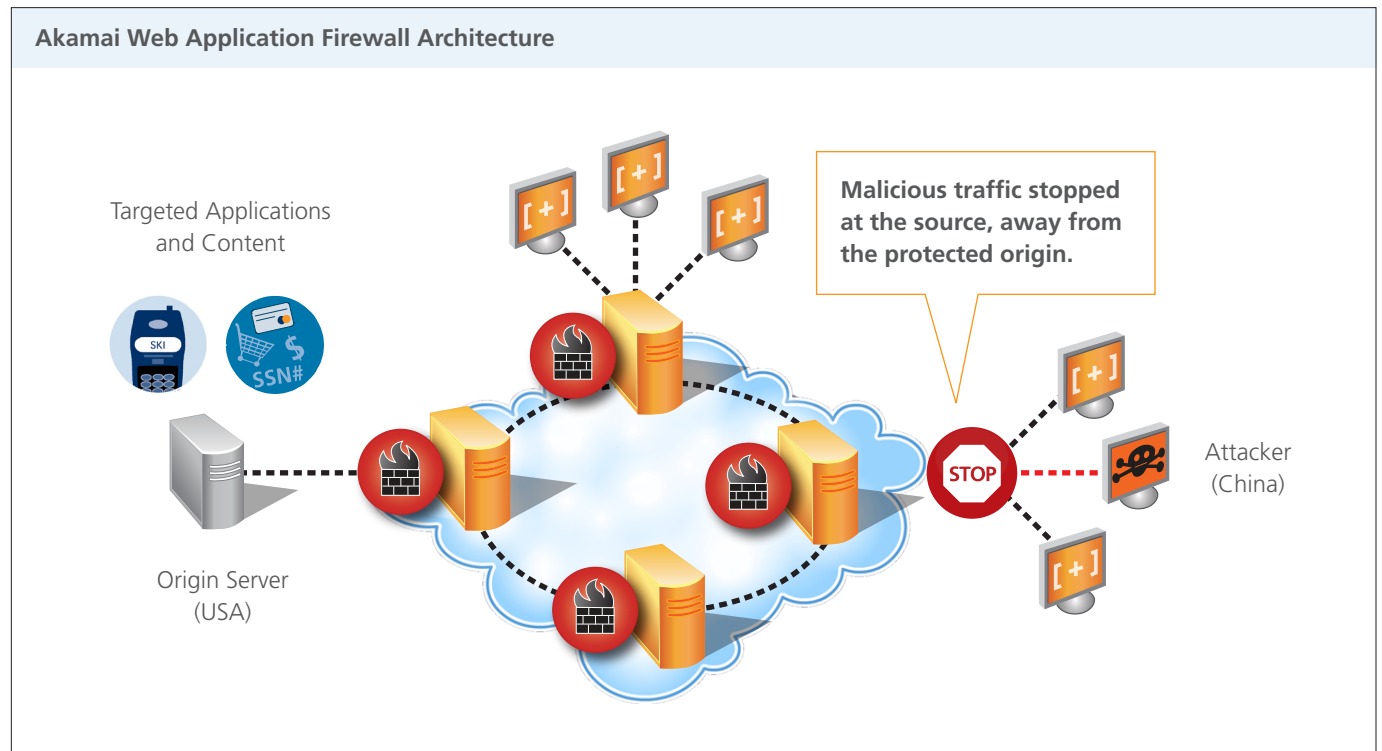 Akamai Web Application Firewall Architecture
Targeted Applications
and Content
SKI
$
SSN#
[+]
[+]
[+]
Malicious traffic stopped
at the source, away from
the protected origin.
[+]
STOP
Attacker
(China)
[+]
Origin Server
(USA)